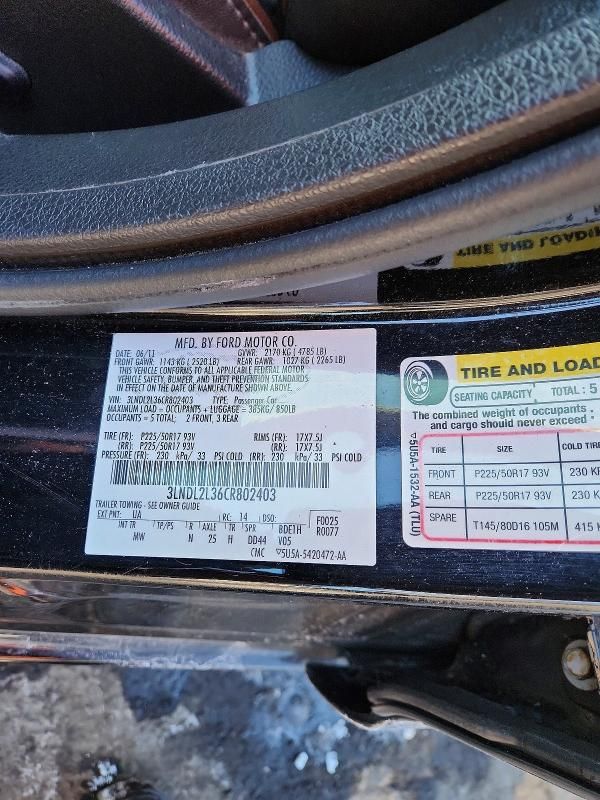 TIRE AND LOADIN
MFD. BY FORD MOTOR CO.
DATE: 06/11 GVWR: 2170 KG ( 4785 LB)
FRONT GAWR: 1143 KG ( 2520 LB) REAR GAWR: 1027 KG ( 2265 LB)
THIS VEHICLE CONFORMS TO ALL APPLICABLE FEDERAL MOTOR
VEHICLE SAFETY, BUMPER, AND THEFT PREVENTION STANDARDS
IN EFFECT ON THE DATE OF MANUFACTURE SHOWN ABOVE.
VIN: 3LNDL2L36CR802403 TYPE: Passenger Car
MAXIMUM LOAD = OCCUPANTS + LUGGAGE = 385KG/ 850LB
OCCUPANTS = 5 TOTAL: 2 FRONT, 3 REAR
TIRE (FR): P225/50R17 93V RIMS (FR): 17X7.5J
(RR): P225/50R17 93V (RR): 17X7.5J
PRESSURE (FR): 230 kPa/ 33 PSI COLD (RR) 230 kPa/ 33 PSI COLD
3LNDL2L36CR802403
TRAILER TOWING - SEE OWNER GUIDE
EXT PNT: UA RC: 14 DSO: F0025
INT TR TP/PS R AXLE TR S BDE1H R0077
MW N 25 H DD44 V05
CMC 5U5A-5420472-AA
TIRE AND LOAD
SEATING CAPACITY TOTAL : 5
The combined weight of occupants
and cargo should never exceed :
TIRE SIZE COLD TIRE
FRONT P225/50R17 93V 230 KP
REAR P225/50R17 93V 230 K
SPARE T145/80D16 105M 415 K
5U5A-1532-AA (TLU)